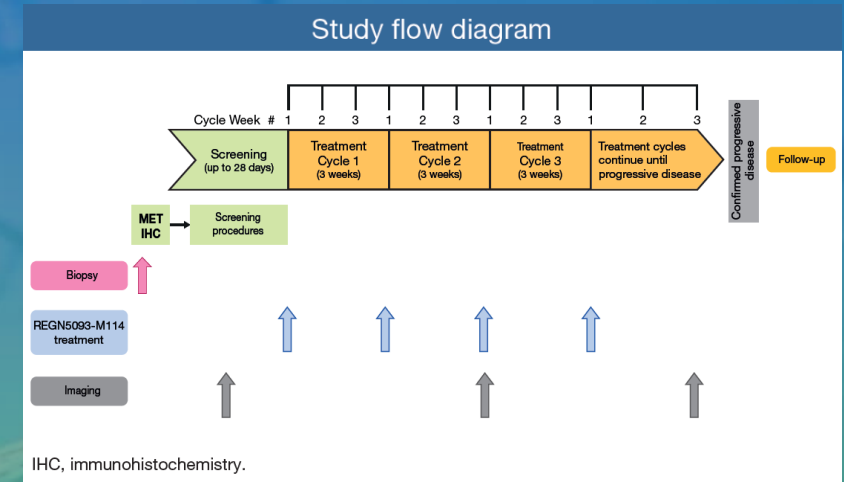 Study flow diagram
Cycle Week # 1 2 3 1 2 3 1 2 3 1 2 3
Screening
(up to 28 days)
Treatment
Cycle 1
(3 weeks)
Treatment
Cycle 2
(3 weeks)
Treatment
Cycle 3
(3 weeks)
Treatment cycles
continue until
progressive disease
Confirmed progressive
disease
Follow-up
MET
IHC
Screening
procedures
Biopsy
REGN5093-M114
treatment
Imaging
IHC, immunohistochemistry.